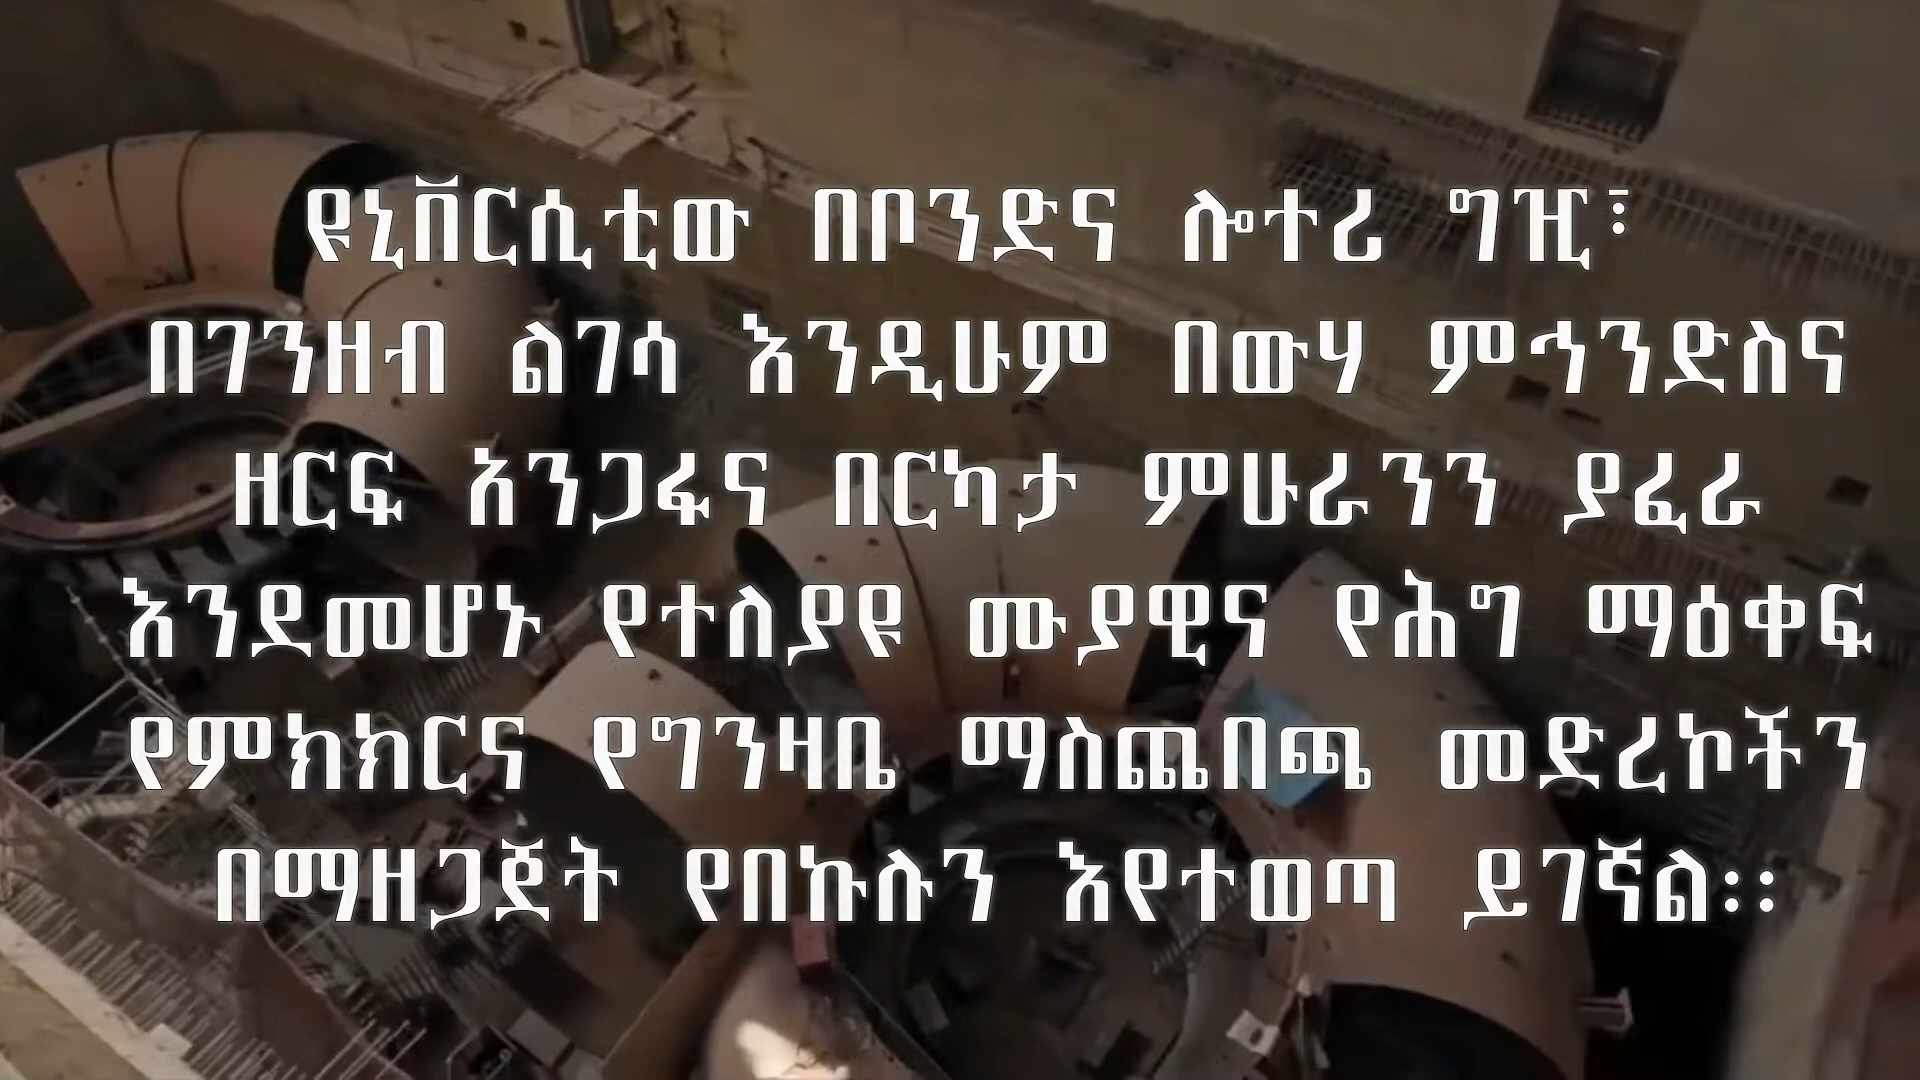 ዩኒቨርሲቲው በቦንድና ሎተሪ ግዢ፣
በገንዘብ ልገሳ እንዲሁም በውሃ ምኅንድስና
ዘርፍ አንጋፋና በርካታ ምሁራንን ያፈራ
እንደመሆኑ የተለያዩ ሙያዊና የሕግ ማዕቀፍ
የምክክርና የግንዛቤ ማስጨበጫ መድረኮችን
በማዘጋጀት የበኩሉን እየተወጣ ይገኛል፡፡